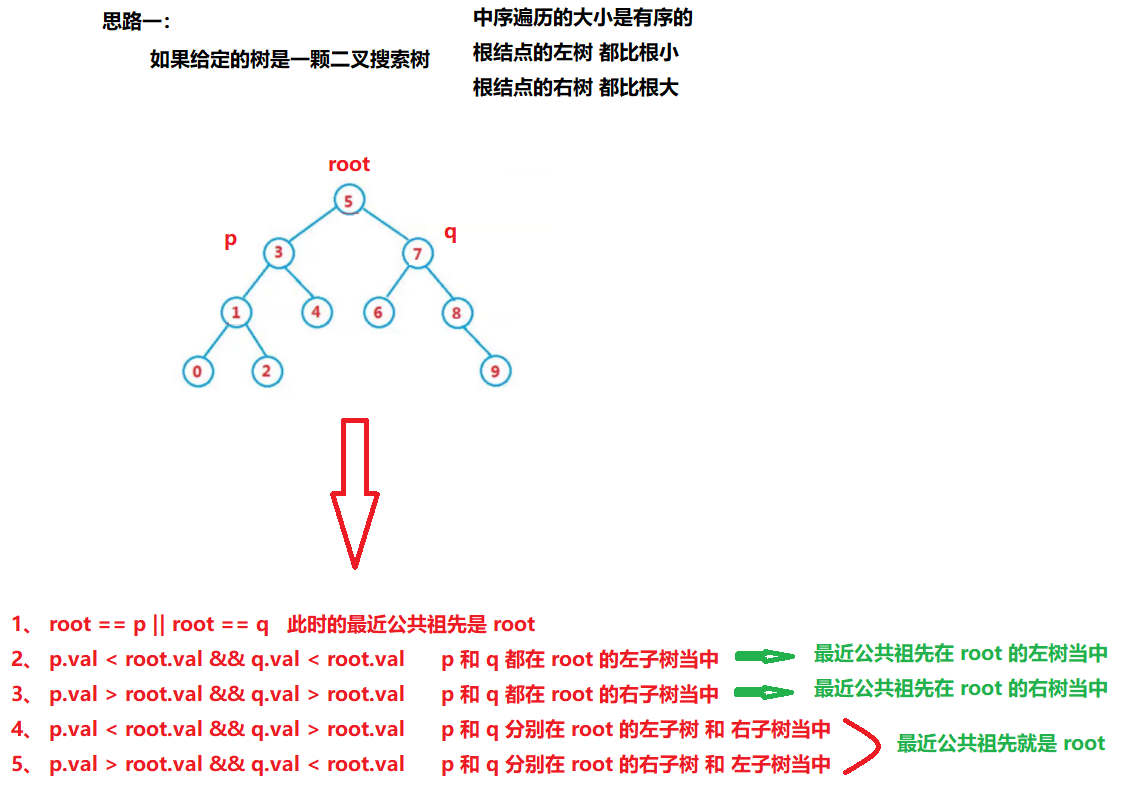 思路一：
如果给定的树是一颗二叉搜索树
中序遍历的大小是有序的
根结点的左树 都比根小
根结点的右树 都比根大
root
5
p
3
7
q
1
4
6
8
0
2
9
1、 root == p || root == q 此时的最近公共祖先是 root
2、 p.val < root.val && q.val < root.val p 和 q 都在 root 的左子树当中 最近公共祖先在 root 的左树当中
3、 p.val > root.val && q.val > root.val p 和 q 都在 root 的右子树当中 最近公共祖先在 root 的右树当中
4、 p.val < root.val && q.val > root.val p 和 q 分别在 root 的左子树 和 右子树当中
5、 p.val > root.val && q.val < root.val p 和 q 分别在 root 的右子树 和 左子树当中
最近公共祖先就是 root